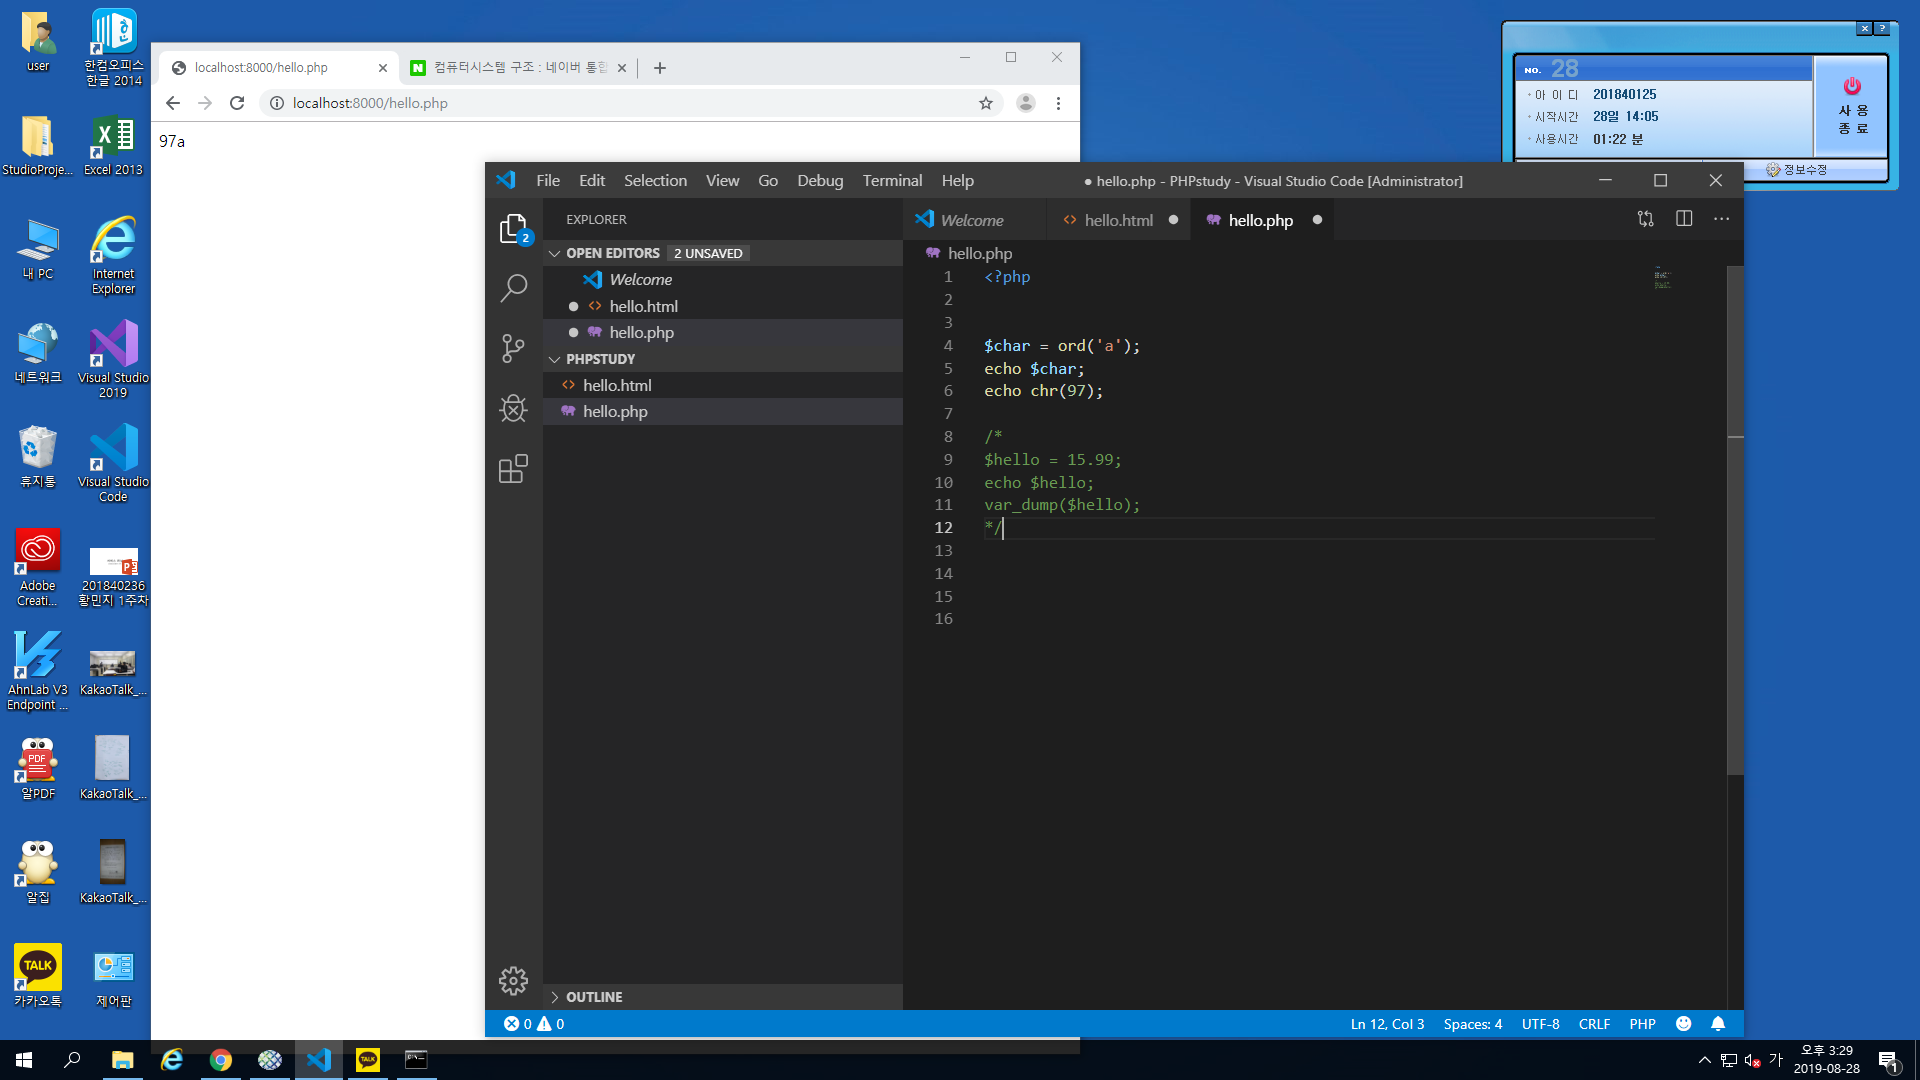 user
한컴오피스
한글 2014
StudioProje...
Excel 2013
내 PC
Internet
Explorer
네트워크
Visual Studio
2019
휴지통
Visual Studio
Code
Adobe
Creati...
201840236
황민지 1주차
AhnLab V3
Endpoint ...
KakaoTalk_...
알PDF
KakaoTalk_...
알집
KakaoTalk_...
카카오톡
제어판
localhost:8000/hello.php
컴퓨터시스템 구조 : 네이버 통합
localhost:8000/hello.php
97a
NO. 28
아 이 디 201840125
시작시간 28일 14:05
사용시간 01:22 분
사 용
종 료
정보수정
File Edit Selection View Go Debug Terminal Help
● hello.php - PHPstudy - Visual Studio Code [Administrator]
EXPLORER
OPEN EDITORS 2 UNSAVED
Welcome
hello.html
hello.php
PHPSTUDY
hello.html
hello.php
OUTLINE
2
Welcome
hello.html
hello.php
hello.php
1 <?php
2
3
4 $char = ord('a');
5 echo $char;
6 echo chr(97);
7
8 /*
9 $hello = 15.99;
10 echo $hello;
11 var_dump($hello);
12 */
13
14
15
16
0 0
Ln 12, Col 3 Spaces: 4 UTF-8 CRLF PHP
TALK
가
오후 3:29
2019-08-28
1